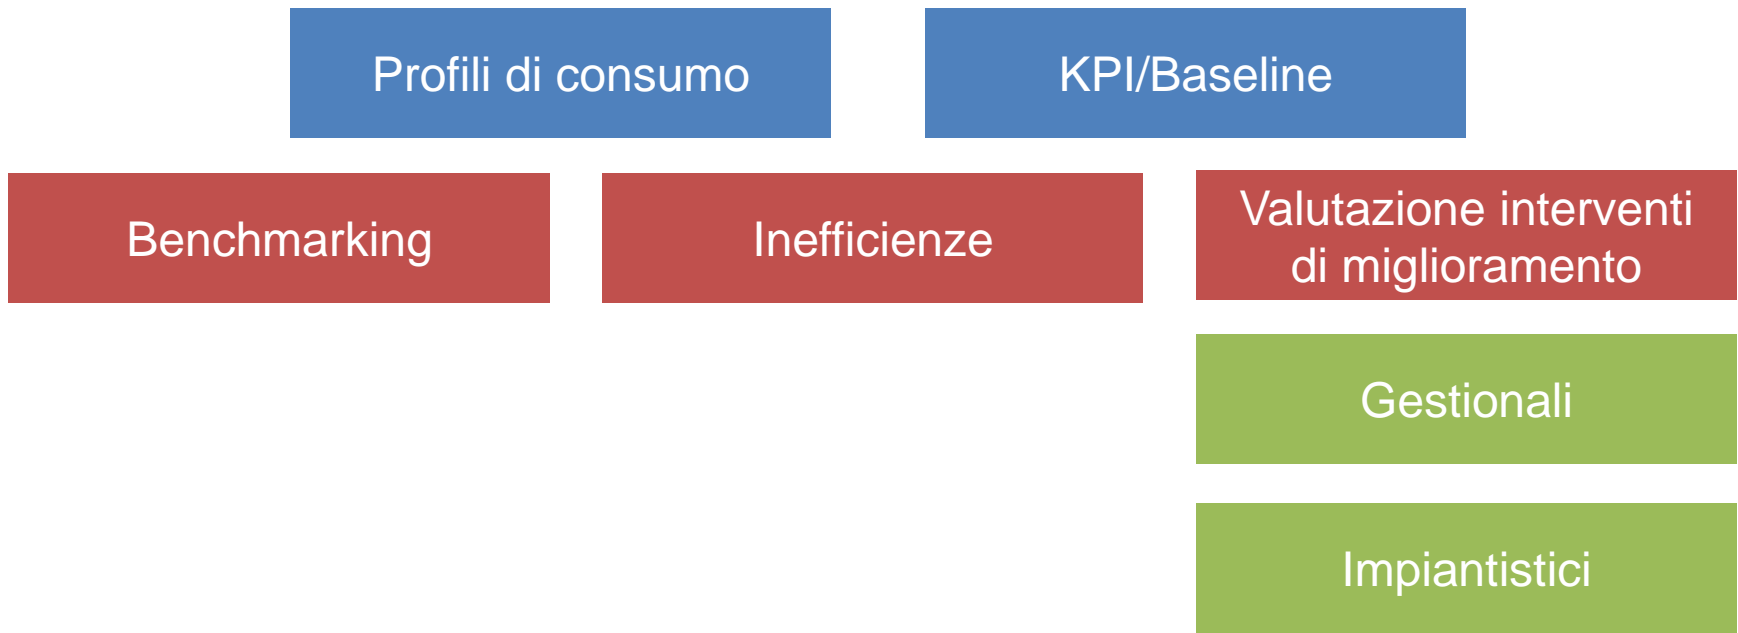 Profili di consumo
KPI/Baseline
Benchmarking
Inefficienze
Valutazione interventi
di miglioramento
Gestionali
Impiantistici